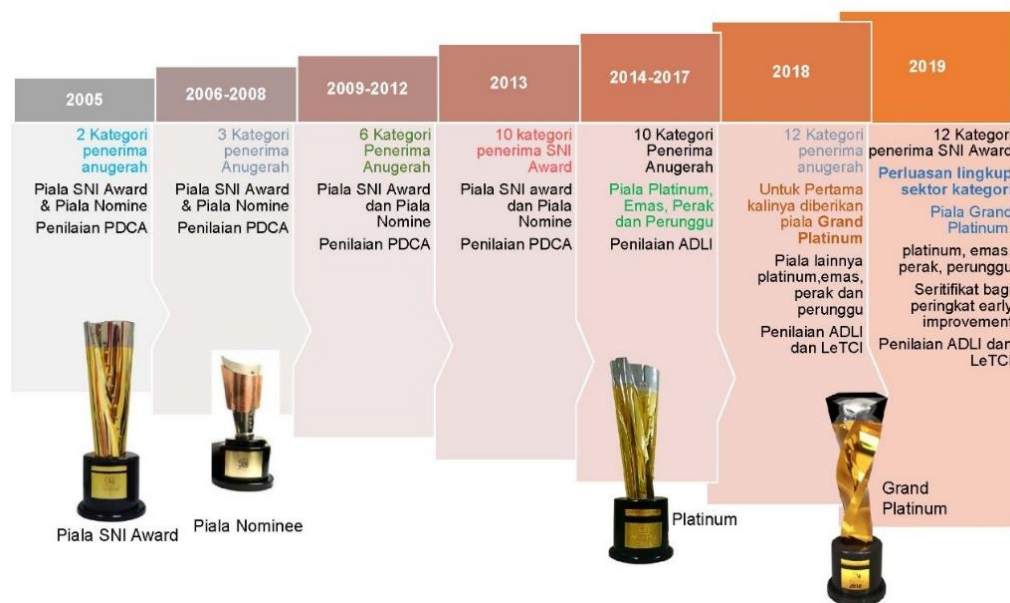 2005
2 Kategori
penerima
anugerah
Piala SNI Award
& Piala Nomine
Penilaian PDCA
2006-2008
3 Kategori
penerima
Anugerah
Piala SNI Award
& Piala Nomine
Penilaian PDCA
2009-2012
6 Kategori
Penerima
Anugerah
Piala SNI Award
dan Piala
Nomine
Penilaian PDCA
2013
10 kategori
penerima SNI
Award
Piala SNI award
dan Piala
Nomine
Penilaian PDCA
2014-2017
10 Kategori
Penerima
Anugerah
Piala Platinum,
Emas, Perak
dan Perunggu
Penilaian ADLI
2018
12 Kategori
penerima
anugerah
Untuk Pertama
kalinya diberikan
piala Grand
Platinum
Piala lainnya
platinum,emas,
perak dan
perunggu
Penilaian ADLI
dan LeTCI
2019
12 Kategori
penerima SNI Award
Perluasan lingkup
sektor kategori
Piala Grand
Platinum
platinum, emas
perak, perunggu
Seritifikat bagi
peringkat early
improvement
Penilaian ADLI dan
LeTCI
Piala SNI Award
Piala Nominee
Platinum
Grand
Platinum